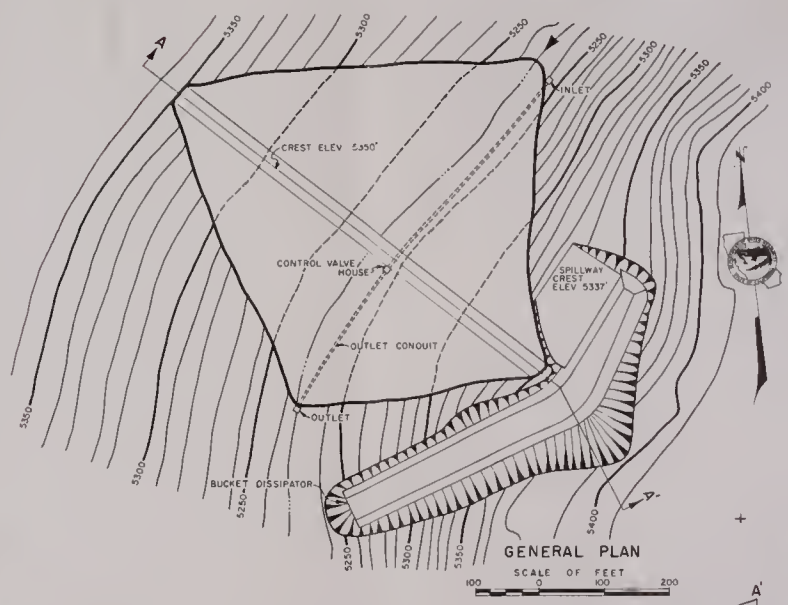 5350
5300
5250
5250
5300
5350
5400
A
INLET
CREST ELEV 5350'
N
CONTROL VALVE
HOUSE
SPILLWAY
CREST
ELEV 5337'
OUTLET CONDUIT
OUTLET
5350
5300
5250
BUCKET DISSIPATOR
5250
5300
5350
5400
A'
GENERAL PLAN
SCALE OF FEET
100 0 100 200
A'